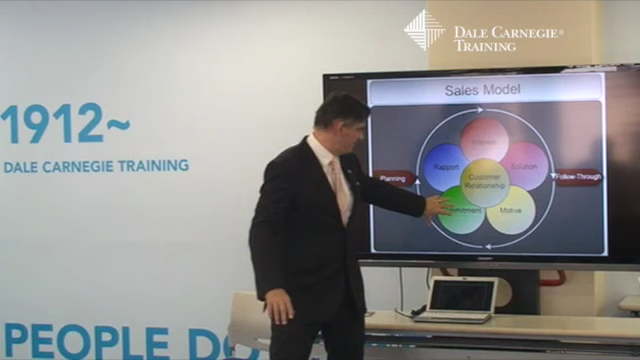 DALE CARNEGIE®
TRAINING
1912~
DALE CARNEGIE TRAINING
Sales Model
Interest
Rapport
Solution
Planning
Customer
Relationship
Follow-Through
Motive
PEOPLE DO